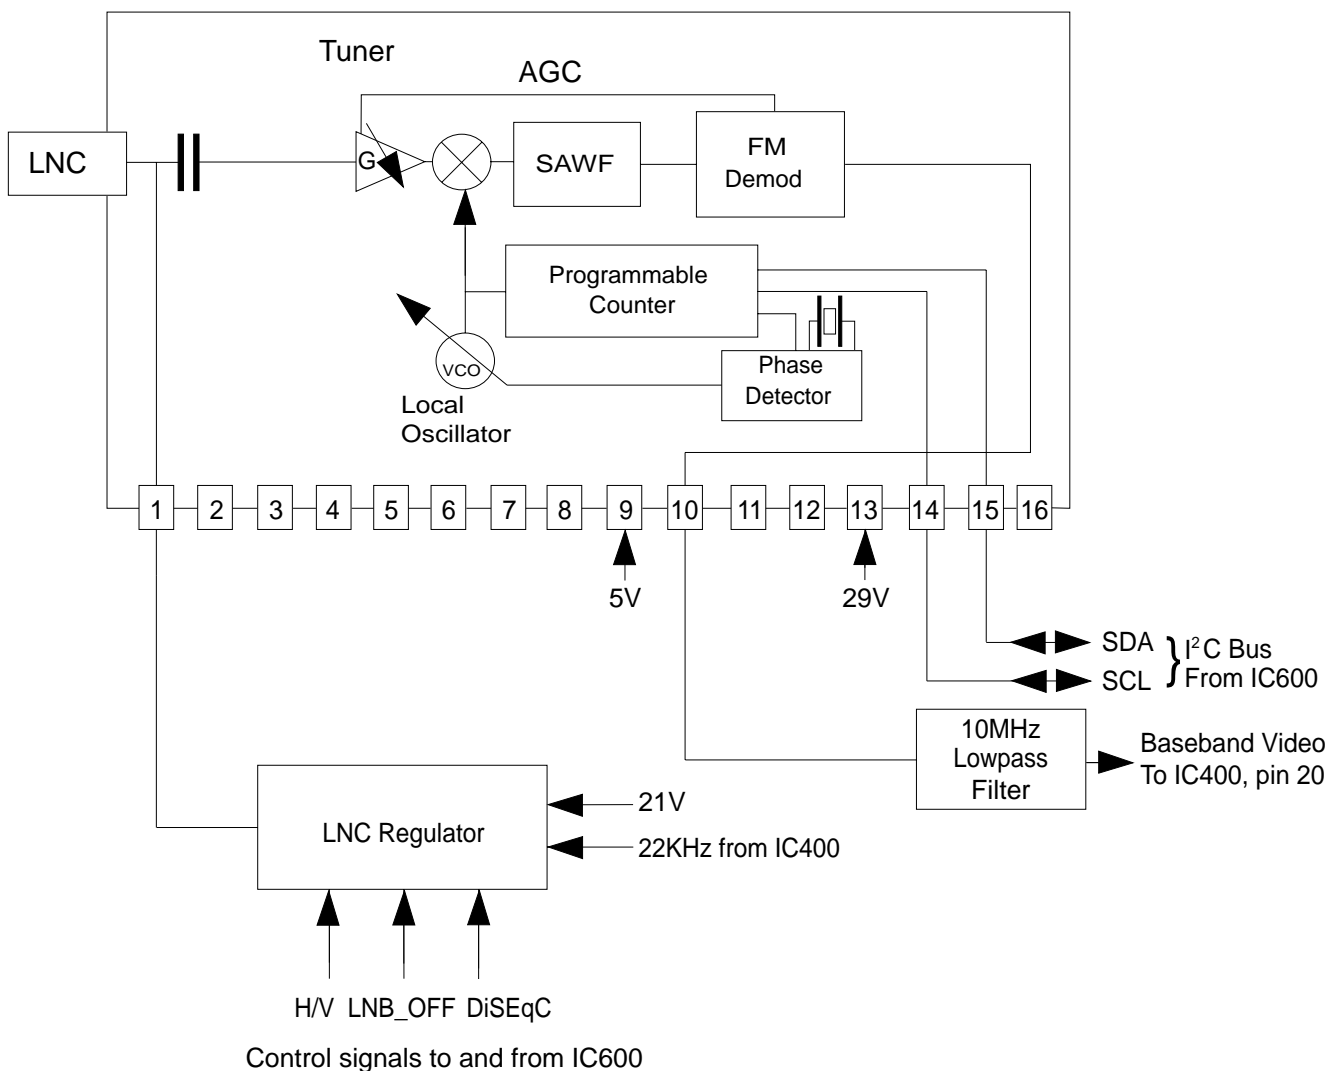 Tuner
AGC
LNC
G
SAWF
FM
Demod
Programmable
Counter
VCO
Phase
Detector
Local
Oscillator
1 2 3 4 5 6 7 8 9 10 11 12 13 14 15 16
5V
29V
SDA
SCL
} I²C Bus
From IC600
10MHz
Lowpass
Filter
Baseband Video
To IC400, pin 20
LNC Regulator
21V
22KHz from IC400
H/V LNB_OFF DiSEqC
Control signals to and from IC600